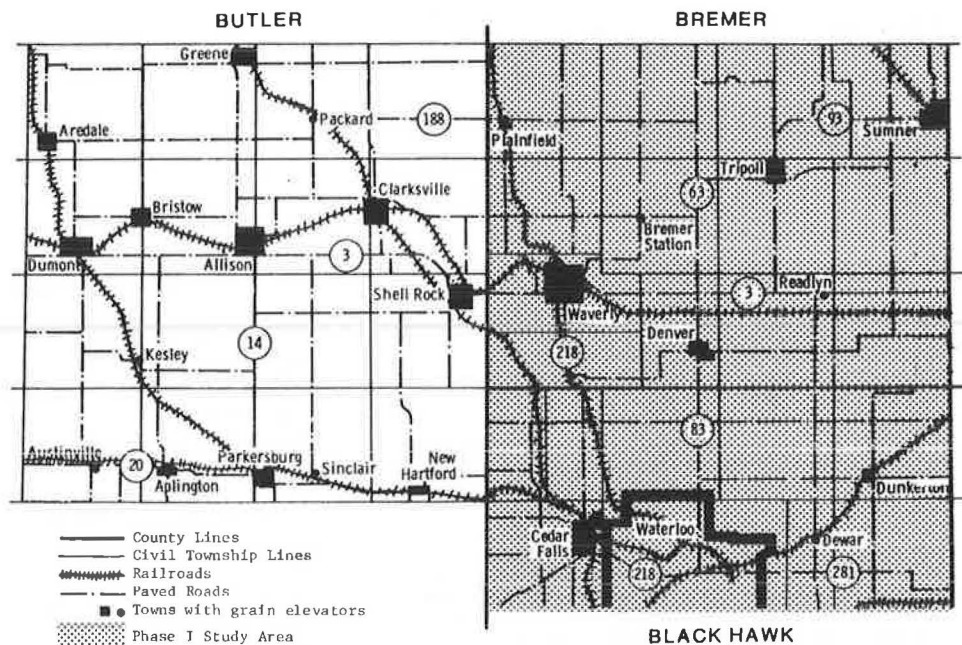 BUTLER
BREMER
Greene
Packard
188
93
Sumner
Aredale
Plainfield
Tripoli
Clarksville
63
Bristow
Bremer
Station
Allison
3
Dumont
Shell Rock
3
Readlyn
Waverly
Denver
14
218
Kesley
83
Austinville
20
Parkersburg
Sinclair
New
Hartford
Aplington
Dunkerton
Cedar
Falls
Waterloo
Dewar
218
281
County Lines
Civil Township Lines
Railroads
Paved Roads
Towns with grain elevators
Phase I Study Area
BLACK HAWK